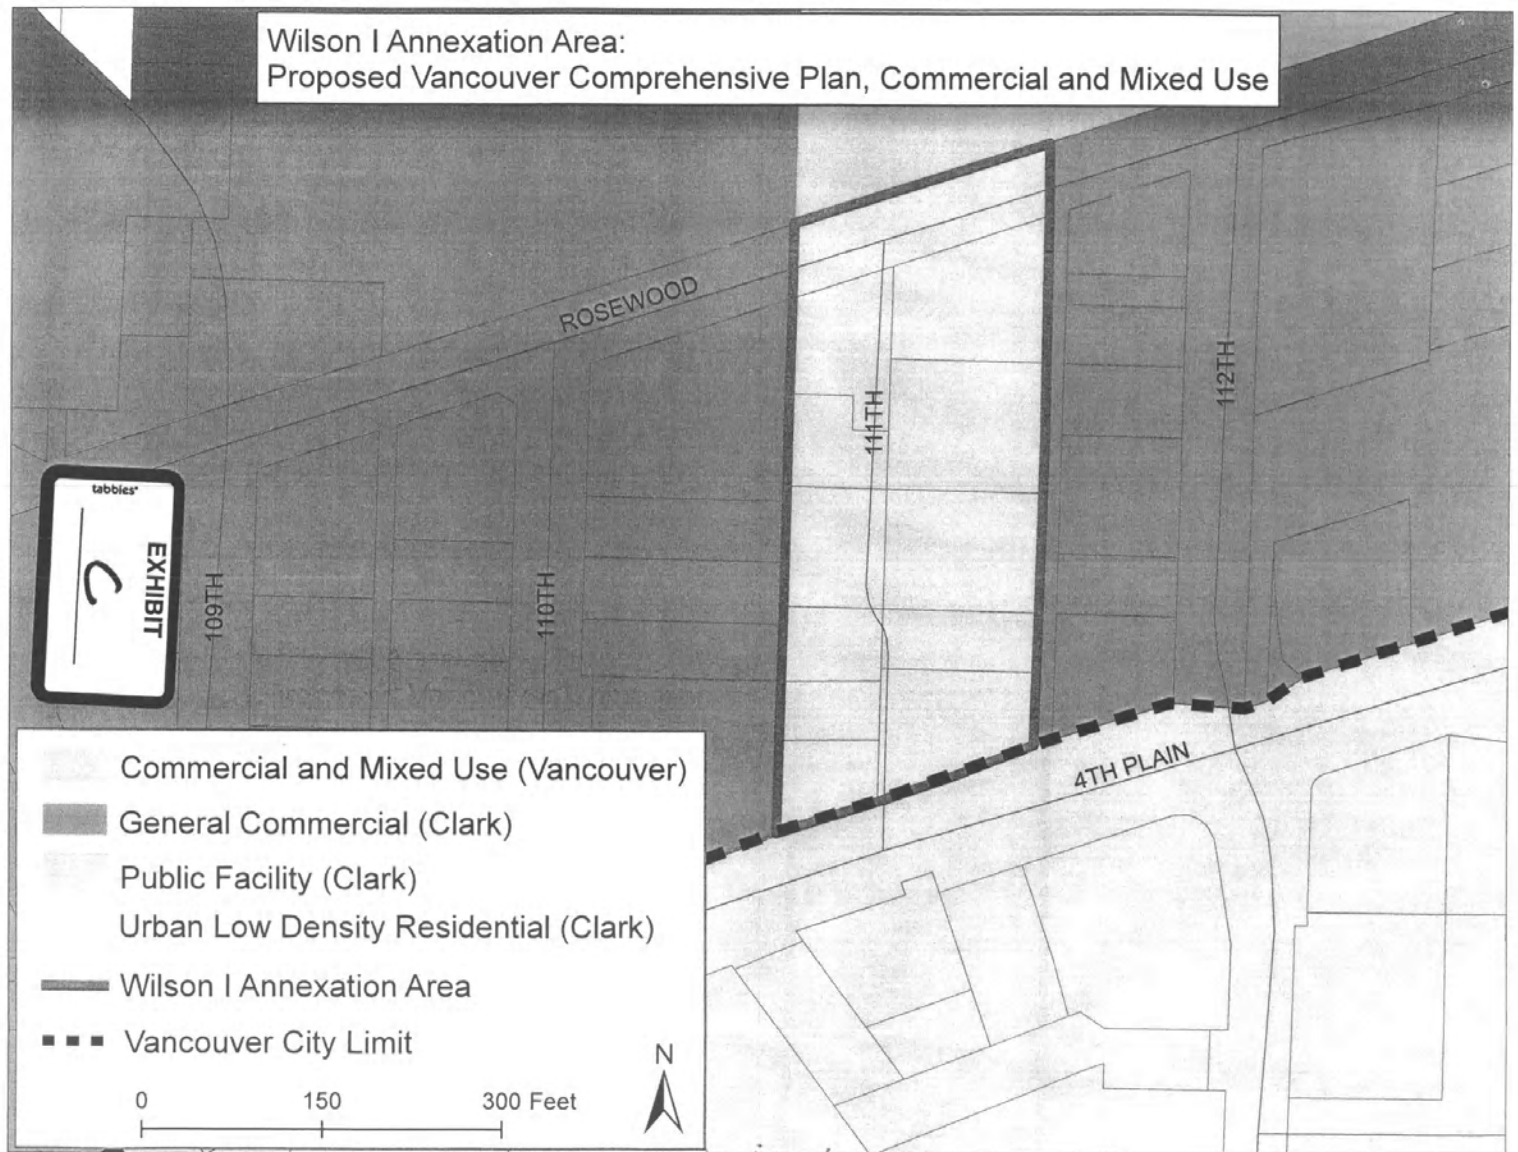 Wilson I Annexation Area:
Proposed Vancouver Comprehensive Plan, Commercial and Mixed Use
ROSEWOOD
111TH
112TH
109TH
110TH
4TH PLAIN
tabbies®
EXHIBIT
C
Commercial and Mixed Use (Vancouver)
General Commercial (Clark)
Public Facility (Clark)
Urban Low Density Residential (Clark)
Wilson I Annexation Area
Vancouver City Limit
N
0 150 300 Feet